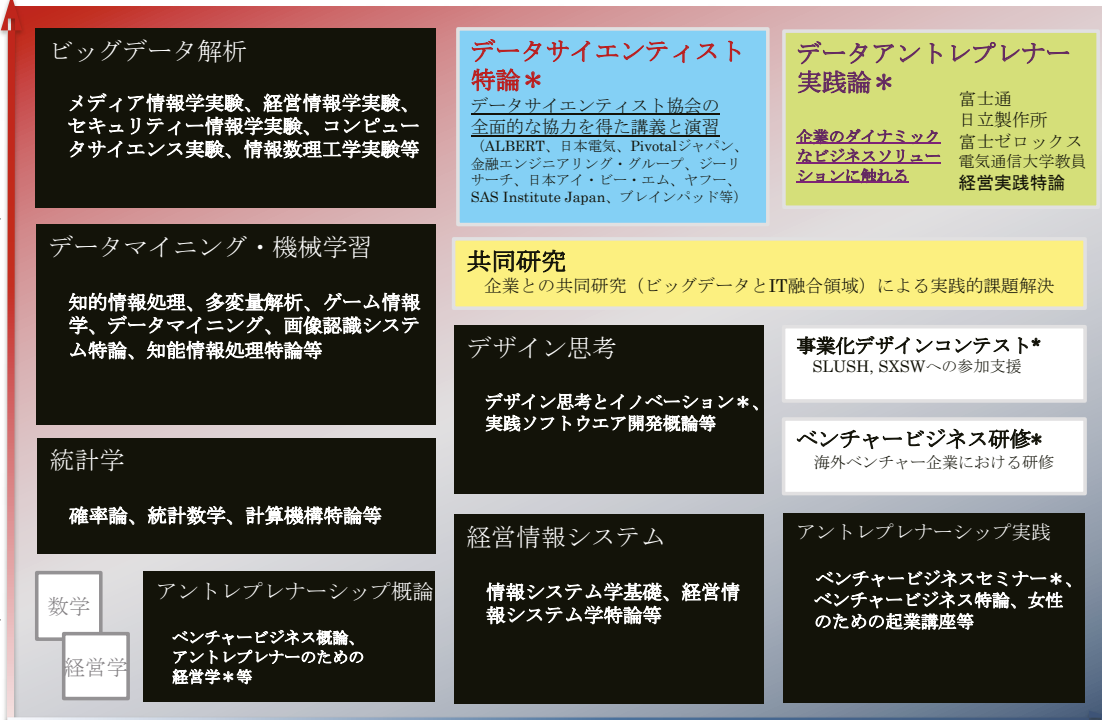 ビッグデータ解析
メディア情報学実験、経営情報学実験、
セキュリティー情報学実験、コンピュー
タサイエンス実験、情報数理工学実験等
データサイエンティスト
特論＊
データサイエンティスト協会の
全面的な協力を得た講義と演習
（ALBERT、日本電気、Pivotalジャパン、
金融エンジニアリング・グループ、ジーリ
サーチ、日本アイ・ビー・エム、ヤフー、
SAS Institute Japan、ブレインパッド等）
データアントレプレナー
実践論＊
企業のダイナミック
なビジネスソリュー
ションに触れる
富士通
日立製作所
富士ゼロックス
電気通信大学教員
経営実践特論
データマイニング・機械学習
知的情報処理、多変量解析、ゲーム情報
学、データマイニング、画像認識システ
ム特論、知能情報処理特論等
共同研究
企業との共同研究（ビッグデータとIT融合領域）による実践的課題解決
デザイン思考
デザイン思考とイノベーション＊、
実践ソフトウエア開発概論等
事業化デザインコンテスト*
SLUSH, SXSWへの参加支援
ベンチャービジネス研修*
海外ベンチャー企業における研修
統計学
確率論、統計数学、計算機構特論等
経営情報システム
情報システム学基礎、経営情
報システム学特論等
アントレプレナーシップ実践
ベンチャービジネスセミナー＊、
ベンチャービジネス特論、女性
のための起業講座等
数学
経営学
アントレプレナーシップ概論
ベンチャービジネス概論、
アントレプレナーのための
経営学＊等